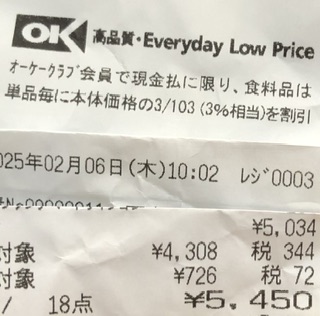 OK 高品質・Everyday Low Price
オーケークラブ会員で現金払に限り、食料品は
単品毎に本体価格の3/103(3%相当)を割引
025年02月06日(木)10:02 レジ0003
¥5,034
対象 ¥4,308 税 344
対象 ¥726 税 72
/ 18点 ¥5,450